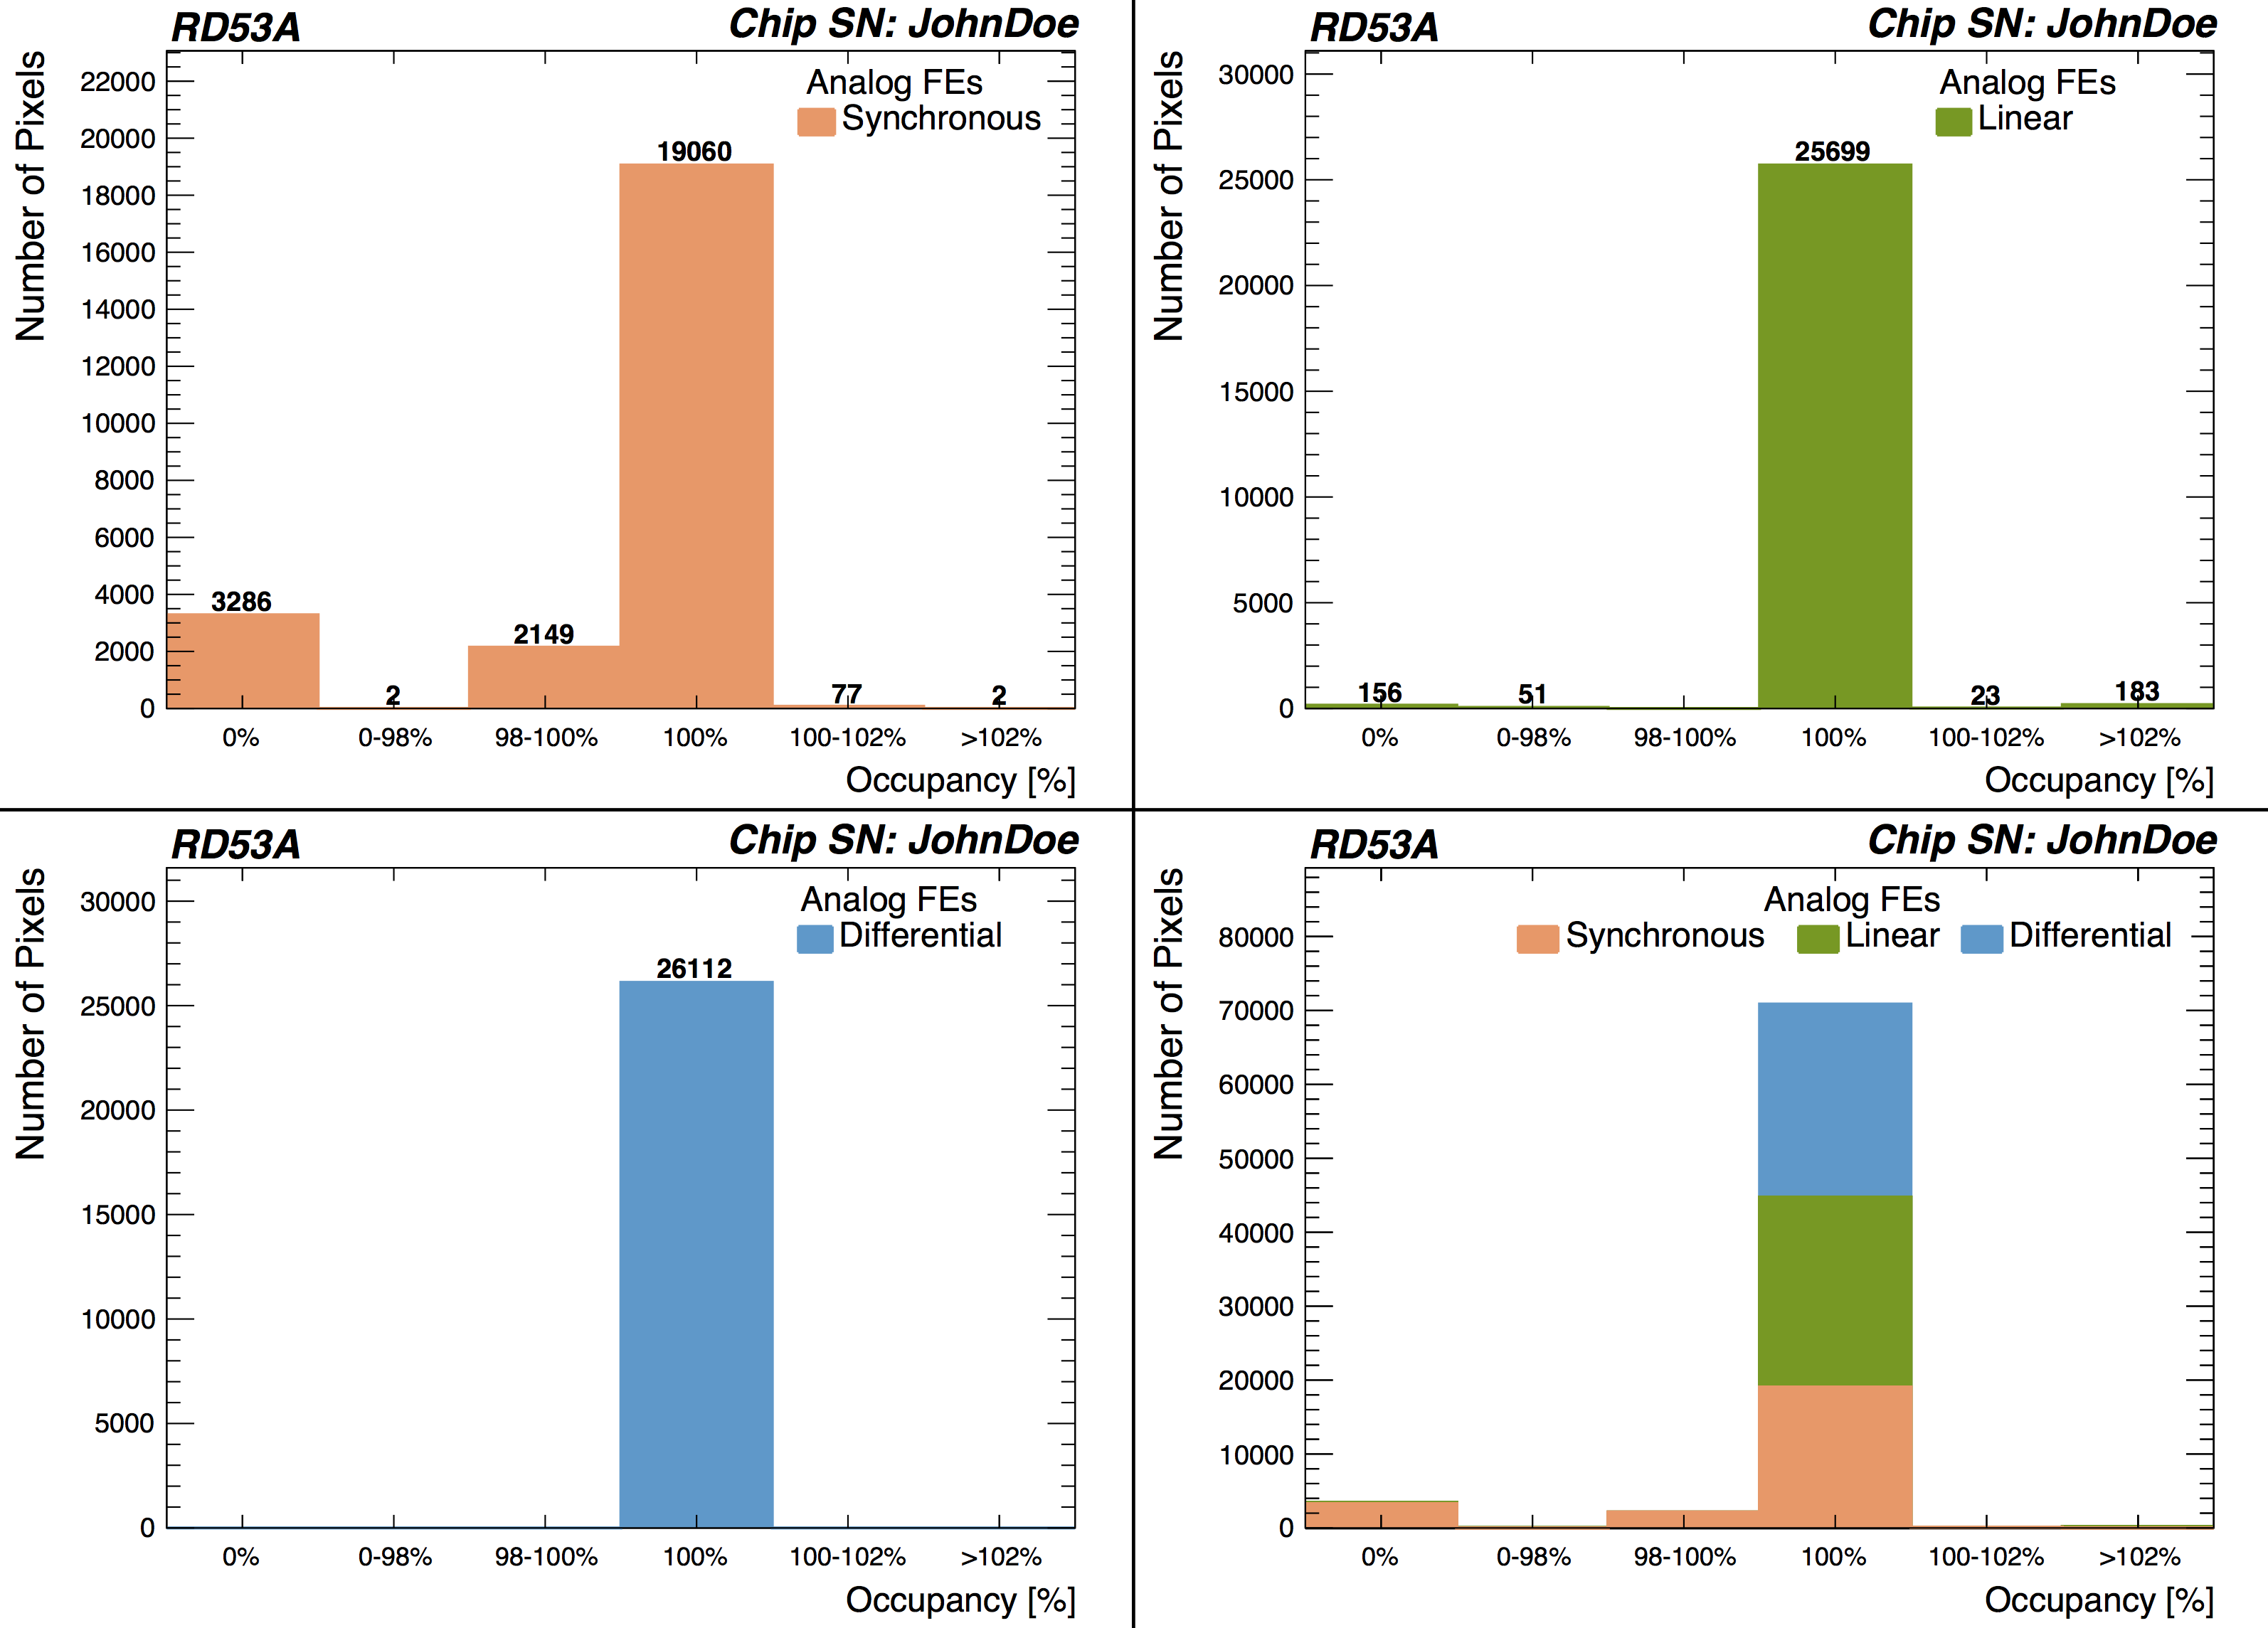 RD53A Chip SN: JohnDoe
Number of Pixels
Analog FEs
Synchronous
22000
20000
18000
16000
14000
12000
10000
8000
6000
4000
2000
0
3286
2
2149
19060
77
2
0% 0-98% 98-100% 100% 100-102% >102%
Occupancy [%]
RD53A Chip SN: JohnDoe
Number of Pixels
Analog FEs
Linear
30000
25000
20000
15000
10000
5000
0
156
51
25699
23
183
0% 0-98% 98-100% 100% 100-102% >102%
Occupancy [%]
RD53A Chip SN: JohnDoe
Number of Pixels
Analog FEs
Differential
30000
25000
20000
15000
10000
5000
0
26112
0% 0-98% 98-100% 100% 100-102% >102%
Occupancy [%]
RD53A Chip SN: JohnDoe
Number of Pixels
Analog FEs
Synchronous Linear Differential
80000
70000
60000
50000
40000
30000
20000
10000
0
0% 0-98% 98-100% 100% 100-102% >102%
Occupancy [%]